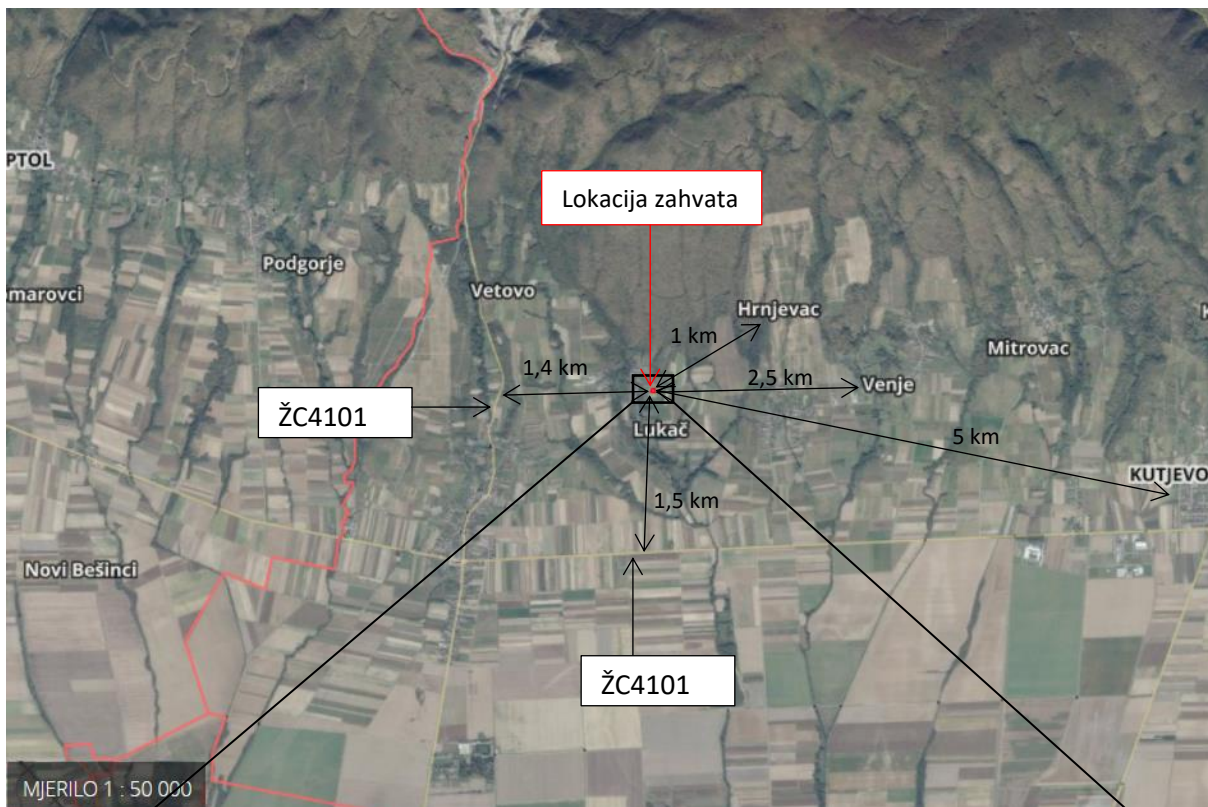 PTOL
Lokacija zahvata
Podgorje
marovci
Vetovo
Hrnjevac
1 km
Mitrovac
1,4 km
2,5 km
Venje
ŽC4101
Lukač
5 km
KUTJEVO
1,5 km
Novi Bešinci
ŽC4101
MJERILO 1 : 50 000